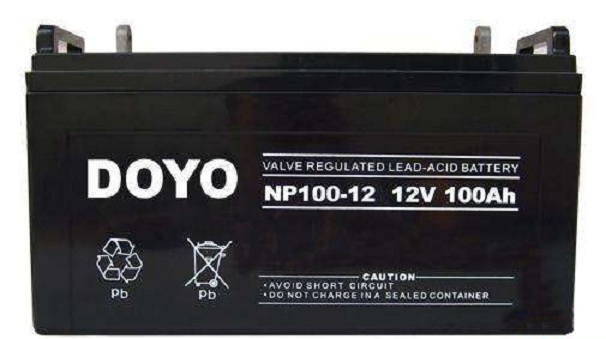 DOYO
VALVE REGULATED LEAD-ACID BATTERY
NP100-12 12V 100Ah
Pb
Pb
CAUTION
•AVOID SHORT CIRCUIT
•DO NOT CHARGE IN A SEALED CONTAINER